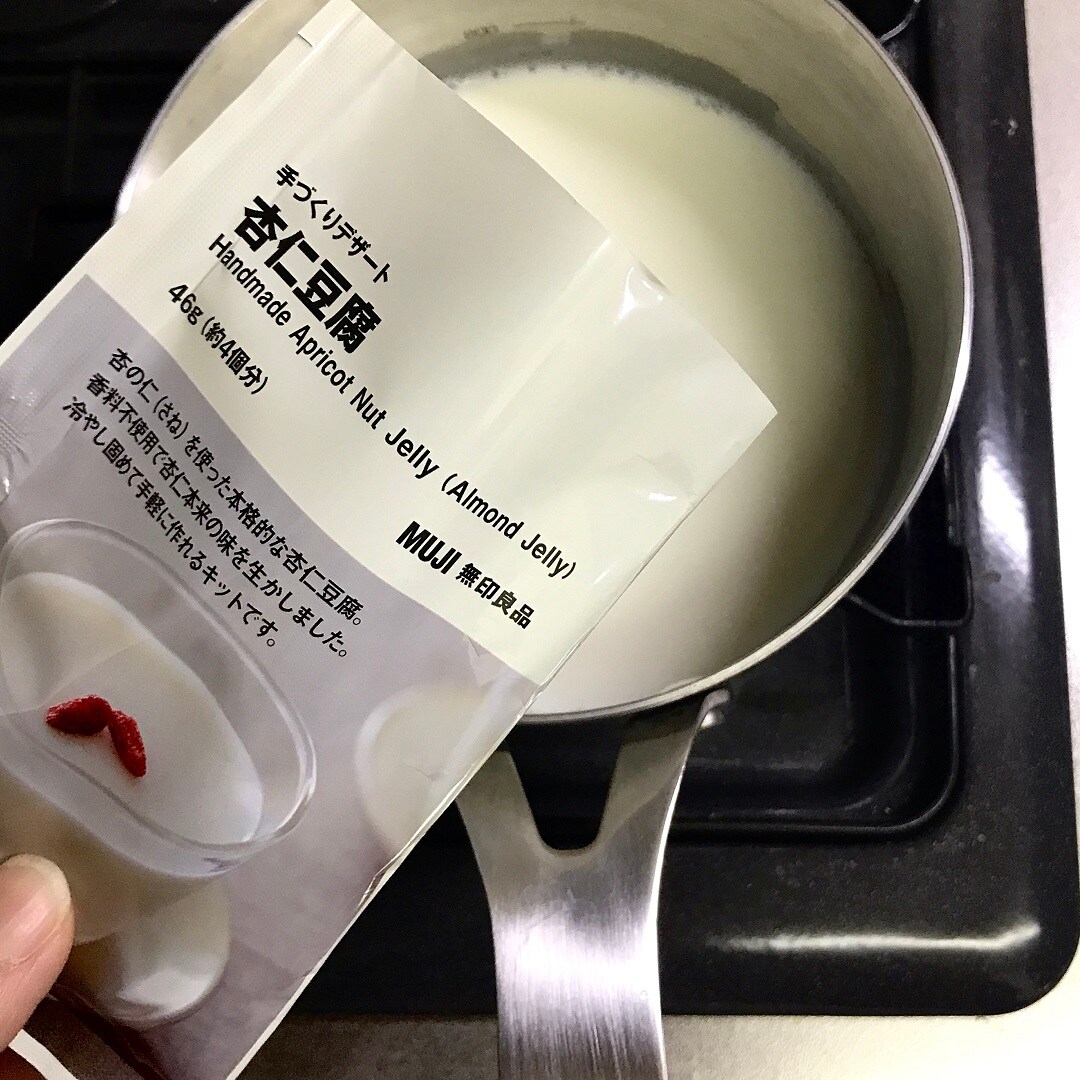 手づくりデザート
杏仁豆腐
Handmade Apricot Nut Jelly (Almond Jelly)
46g (約4個分)
杏の仁(さね)を使った本格的な杏仁豆腐。
香料不使用で杏仁本来の味を生かしました。
冷やし固めて手軽に作れるキットです。
MUJI 無印良品